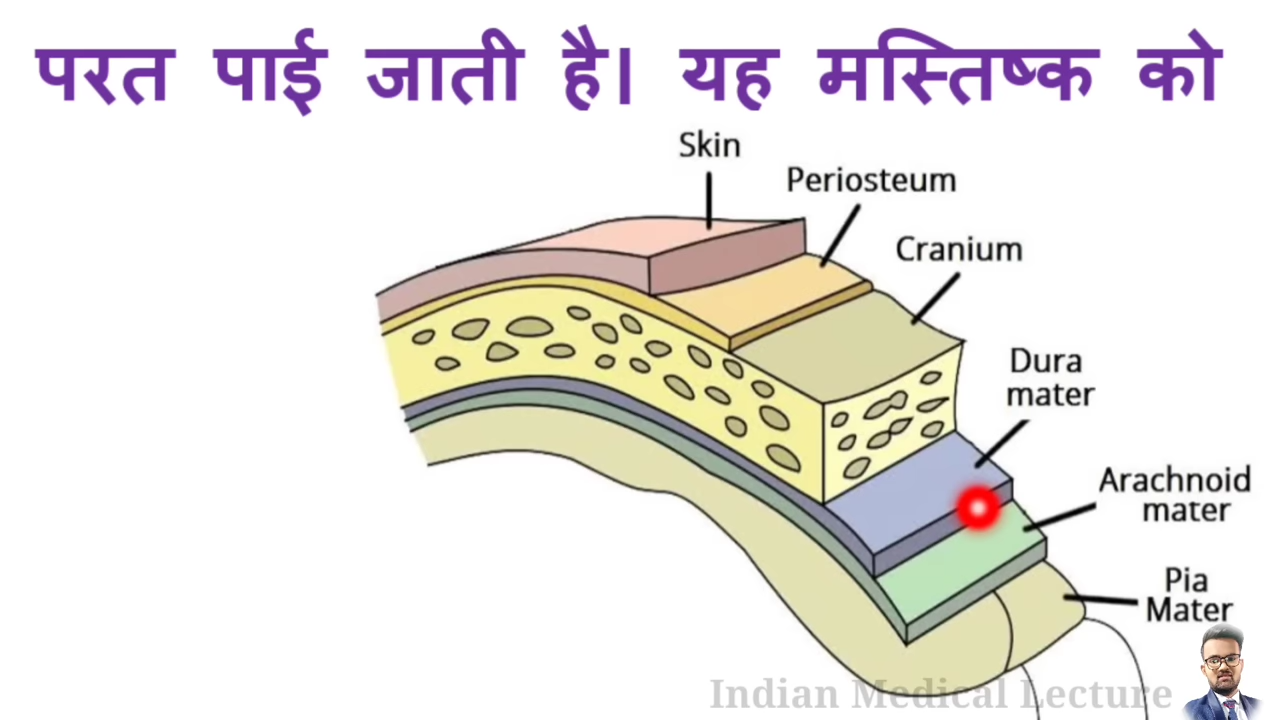 परत पाई जाती है। यह मस्तिष्क को
Skin
Periosteum
Cranium
Dura
mater
Arachnoid
mater
Pia
Mater
Indian Medical Lecture